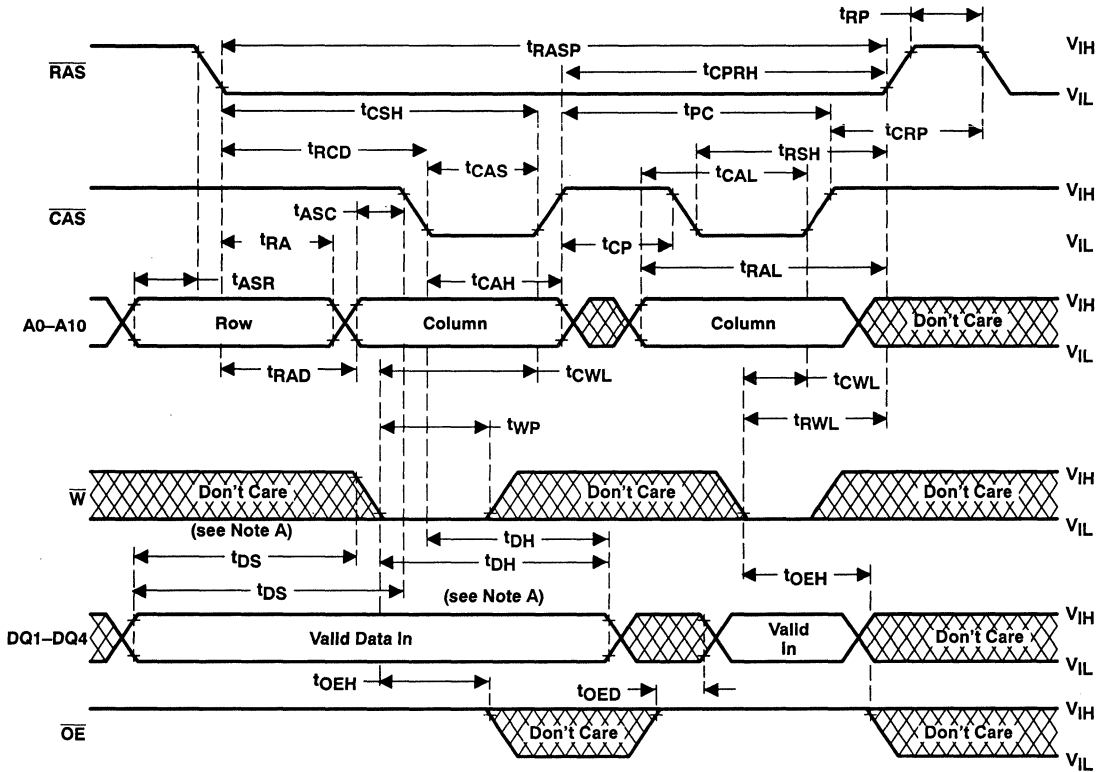 tRP
tRASP
VIH
RAS
tCPRH
VIL
tCSH
tPC
tCRP
tRCD
tRSH
tCAS
tCAL
VIH
CAS
tASC
tRA
tCP
VIL
tRAL
tASR
tCAH
VIH
A0–A10
Row
Column
Column
Don't Care
VIL
tRAD
tCWL
tCWL
tWP
tRWL
VIH
W
Don't Care
Don't Care
Don't Care
VIL
(see Note A)
tDH
tDS
tDH
tOEH
tDS
(see Note A)
VIH
DQ1–DQ4
Valid Data In
Valid
In
Don't Care
VIL
tOEH
tOED
VIH
OE
Don't Care
Don't Care
VIL